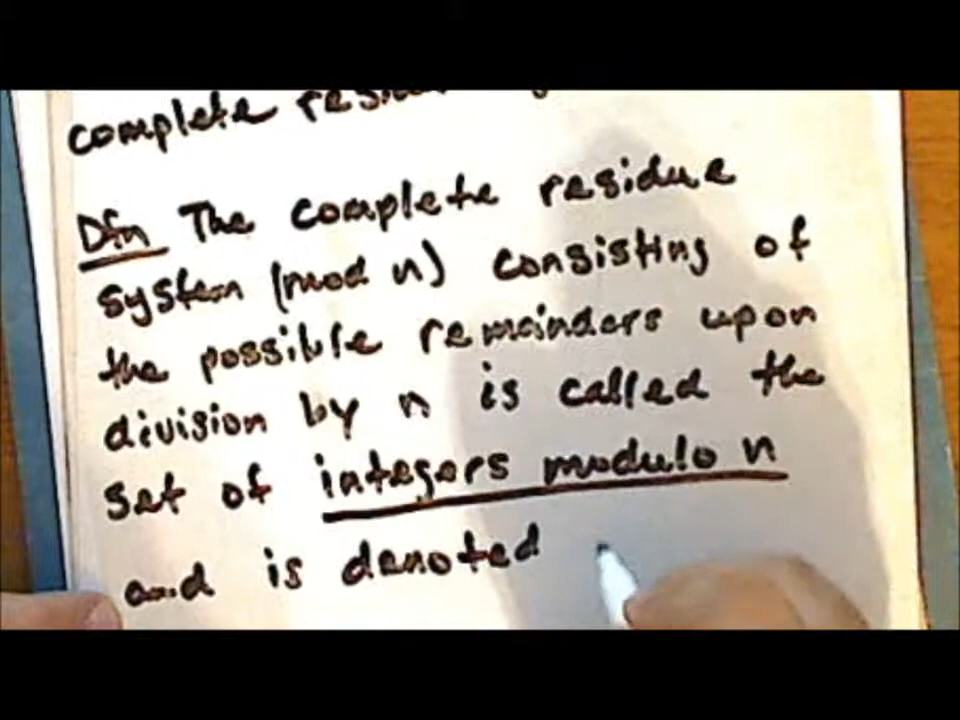 complete
Dfn The complete residue
system (mod n) consisting of
the possible remainders upon
division by n is called the
set of integers modulo n
and is denoted